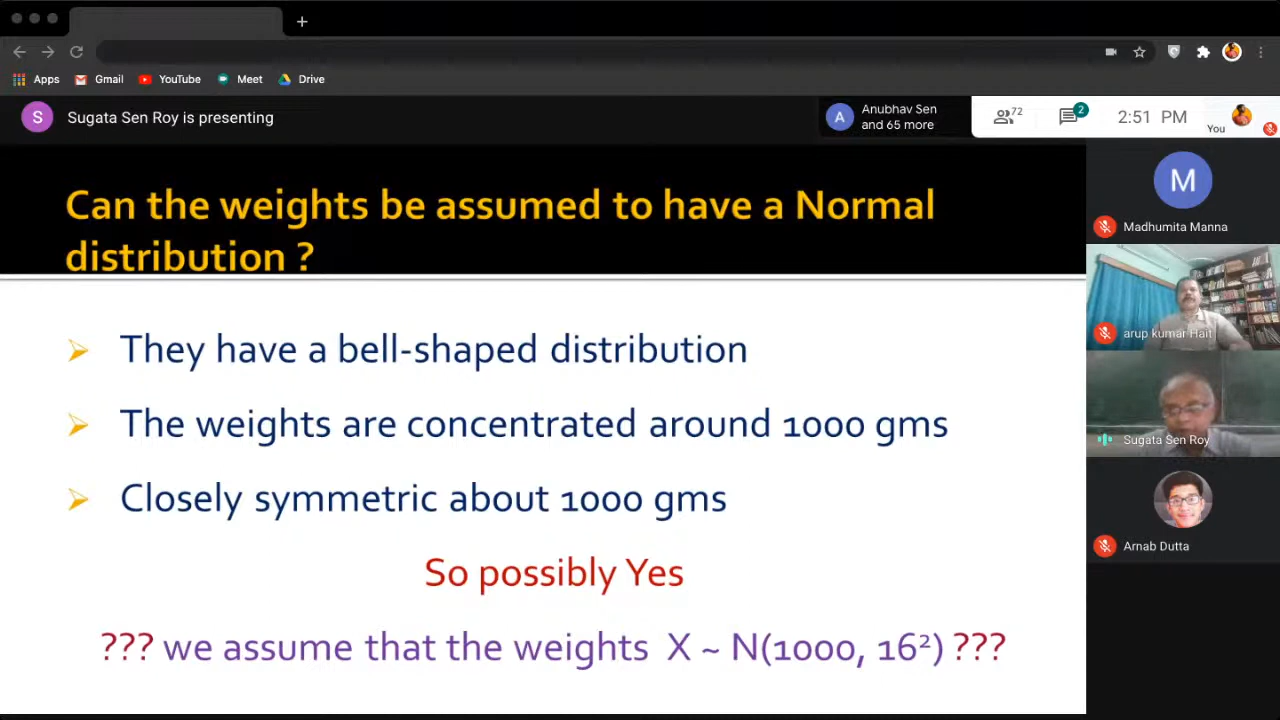 Apps
Gmail
YouTube
Meet
Drive
S
Sugata Sen Roy is presenting
A
Anubhav Sen
and 65 more
72
2
2:51 PM
You
Can the weights be assumed to have a Normal
distribution ?
They have a bell-shaped distribution
The weights are concentrated around 1000 gms
Closely symmetric about 1000 gms
So possibly Yes
??? we assume that the weights X ~ N(1000, 16²) ???
M
Madhumita Manna
arup kumar Hait
Sugata Sen Roy
Arnab Dutta